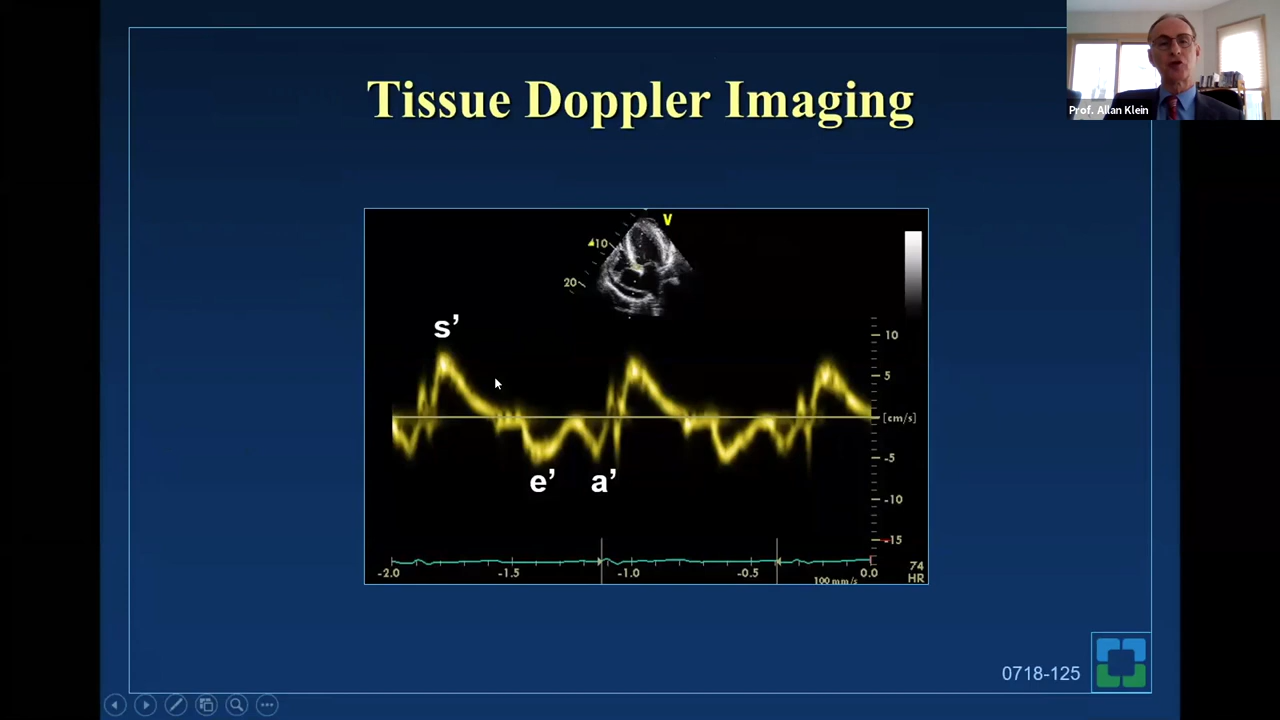 Tissue Doppler Imaging
Prof. Allan Klein
V
10
20
s’
10
5
[cm/s]
-5
e’ a’
-10
-15
-2.0 -1.5 -1.0 -0.5 0.0
74
HR
100 mm/s
0718-125